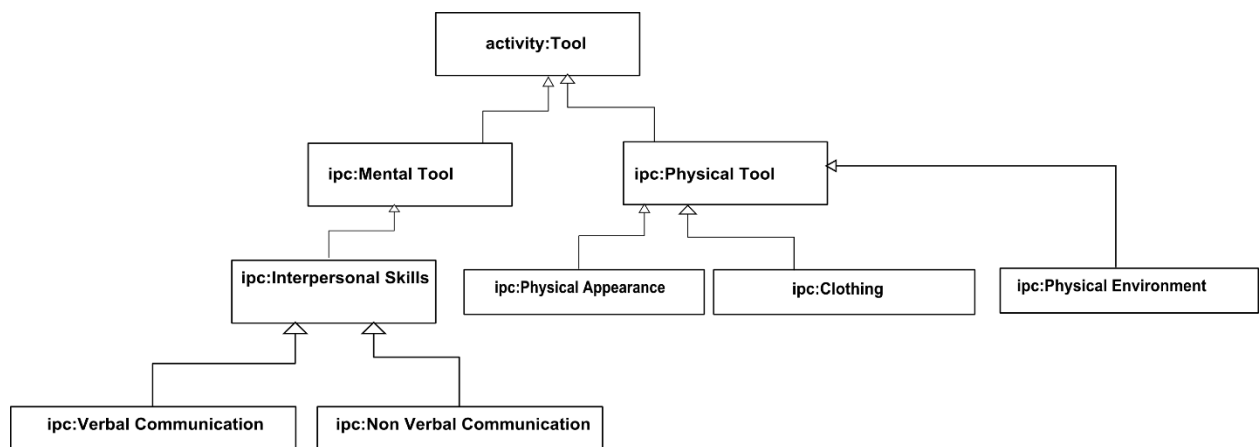 activity:Tool
ipc:Mental Tool
ipc:Physical Tool
ipc:Interpersonal Skills
ipc:Physical Appearance
ipc:Clothing
ipc:Physical Environment
ipc:Verbal Communication
ipc:Non Verbal Communication